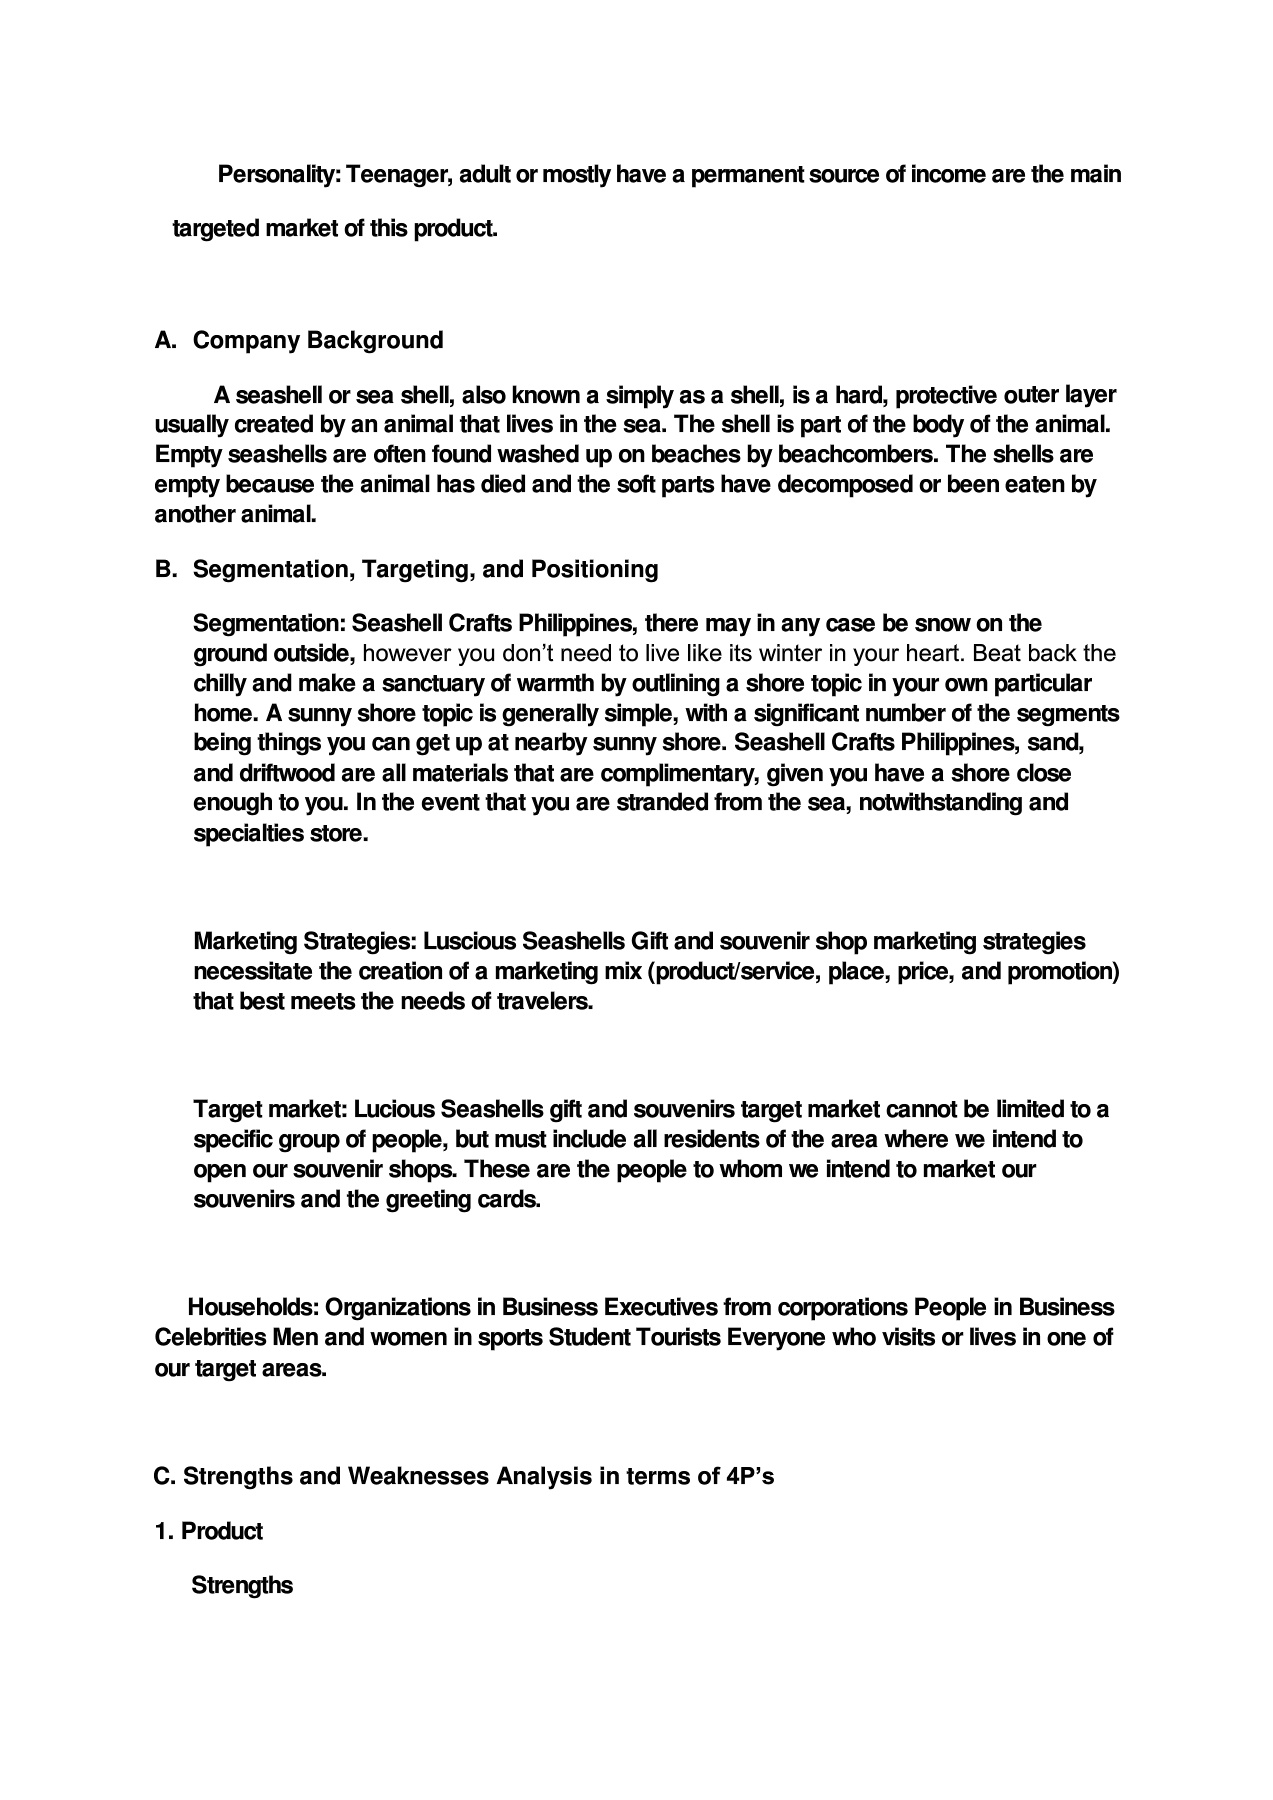 Personality: Teenager, adult or mostly have a permanent source of income are the main
targeted market of this product.
A. Company Background
A seashell or sea shell, also known a simply as a shell, is a hard, protective outer layer
usually created by an animal that lives in the sea. The shell is part of the body of the animal.
Empty seashells are often found washed up on beaches by beachcombers. The shells are
empty because the animal has died and the soft parts have decomposed or been eaten by
another animal.
B. Segmentation, Targeting, and Positioning
Segmentation: Seashell Crafts Philippines, there may in any case be snow on the
ground outside, however you don’t need to live like its winter in your heart. Beat back the
chilly and make a sanctuary of warmth by outlining a shore topic in your own particular
home. A sunny shore topic is generally simple, with a significant number of the segments
being things you can get up at nearby sunny shore. Seashell Crafts Philippines, sand,
and driftwood are all materials that are complimentary, given you have a shore close
enough to you. In the event that you are stranded from the sea, notwithstanding and
specialties store.
Marketing Strategies: Luscious Seashells Gift and souvenir shop marketing strategies
necessitate the creation of a marketing mix (product/service, place, price, and promotion)
that best meets the needs of travelers.
Target market: Lucious Seashells gift and souvenirs target market cannot be limited to a
specific group of people, but must include all residents of the area where we intend to
open our souvenir shops. These are the people to whom we intend to market our
souvenirs and the greeting cards.
Households: Organizations in Business Executives from corporations People in Business
Celebrities Men and women in sports Student Tourists Everyone who visits or lives in one of
our target areas.
C. Strengths and Weaknesses Analysis in terms of 4P’s
1. Product
Strengths